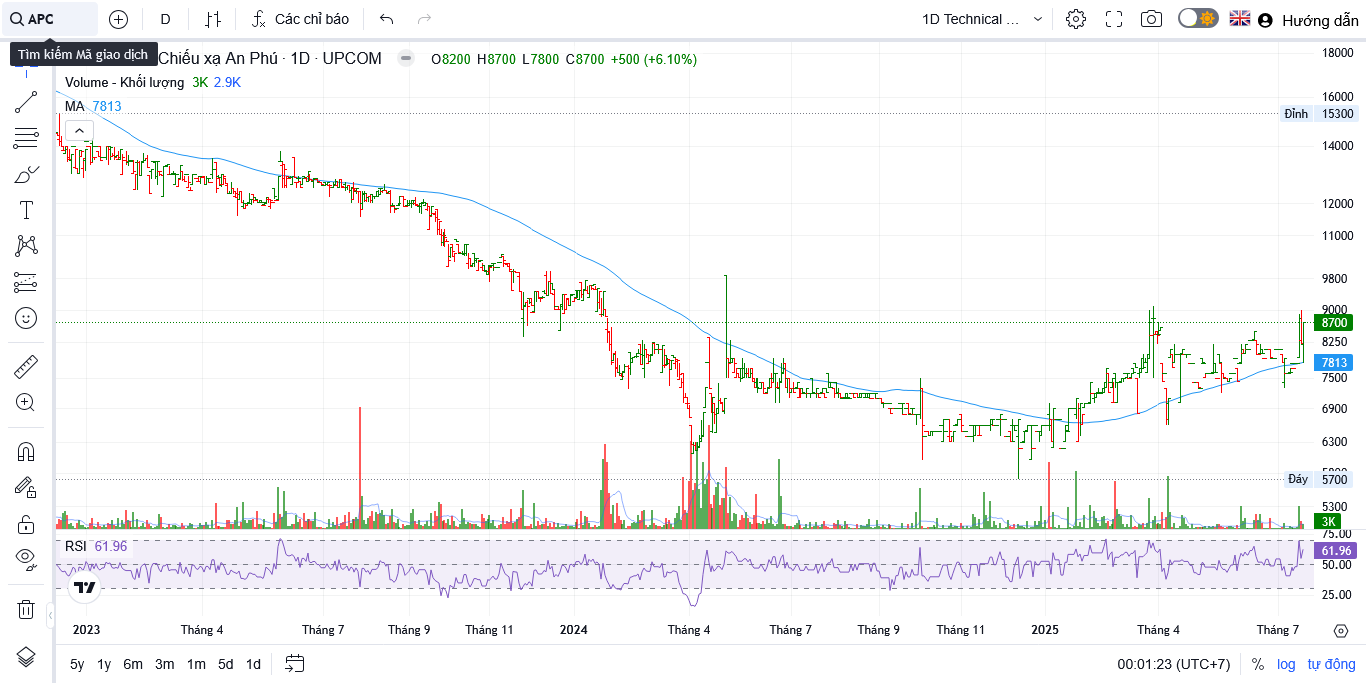 APC
D
Các chỉ báo
1D Technical ...
Hướng dẫn
Tìm kiếm Mã giao dịch
Chiếu xạ An Phú · 1D · UPCOM
O8200 H8700 L7800 C8700 +500 (+6.10%)
Volume - Khối lượng 3K 2.9K
MA 7813
18000
16000
Đỉnh 15300
14000
12000
11000
9800
9000
8700
8250
7813
7500
6900
6300
Đáy 5700
5300
3K
75.00
RSI 61.96
61.96
50.00
25.00
2023 Tháng 4 Tháng 7 Tháng 9 Tháng 11 2024 Tháng 4 Tháng 7 Tháng 9 Tháng 11 2025 Tháng 4 Tháng 7
5y 1y 6m 3m 1m 5d 1d
00:01:23 (UTC+7) % log tự động